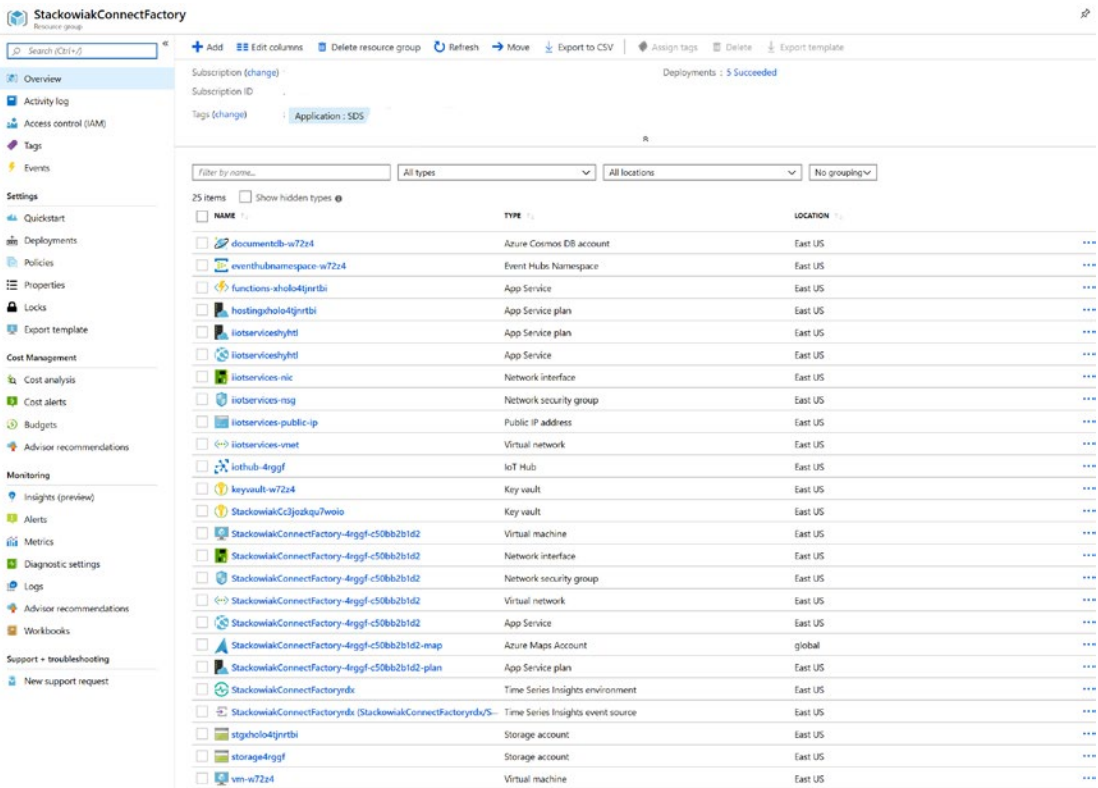 StackowiakConnectFactory
Resource group
Search (Ctrl+/)
Overview
Activity log
Access control (IAM)
Tags
Events
Settings
Quickstart
Deployments
Policies
Properties
Locks
Export template
Cost Management
Cost analysis
Cost alerts
Budgets
Advisor recommendations
Monitoring
Insights (preview)
Alerts
Metrics
Diagnostic settings
Logs
Advisor recommendations
Workbooks
Support + troubleshooting
New support request
Add Edit columns Delete resource group Refresh Move Export to CSV Assign tags Delete Export template
Subscription (change) Deployments : 5 Succeeded
Subscription ID :
Tags (change) : Application : SDS
Filter by name... All types All locations No grouping
25 items Show hidden types
NAME TYPE LOCATION
documentdb-w72z4 Azure Cosmos DB account East US
eventhubnamespace-w72z4 Event Hubs Namespace East US
functions-xholo4tjnrtbi App Service East US
hostingxholo4tjnrtbi App Service plan East US
iiotserviceshyhtl App Service plan East US
iiotserviceshyhtl App Service East US
iiotservices-nic Network interface East US
iiotservices-nsg Network security group East US
iiotservices-public-ip Public IP address East US
iiotservices-vnet Virtual network East US
iothub-4rggf IoT Hub East US
keyvault-w72z4 Key vault East US
StackowiakCc3jozkqu7woio Key vault East US
StackowiakConnectFactory-4rggf-c50bb2b1d2 Virtual machine East US
StackowiakConnectFactory-4rggf-c50bb2b1d2 Network interface East US
StackowiakConnectFactory-4rggf-c50bb2b1d2 Network security group East US
StackowiakConnectFactory-4rggf-c50bb2b1d2 Virtual network East US
StackowiakConnectFactory-4rggf-c50bb2b1d2 App Service East US
StackowiakConnectFactory-4rggf-c50bb2b1d2-map Azure Maps Account global
StackowiakConnectFactory-4rggf-c50bb2b1d2-plan App Service plan East US
StackowiakConnectFactoryrdx Time Series Insights environment East US
StackowiakConnectFactoryrdx (StackowiakConnectFactoryrdx/S... Time Series Insights event source East US
stgxholo4tjnrtbi Storage account East US
storage4rggf Storage account East US
vm-w72z4 Virtual machine East US